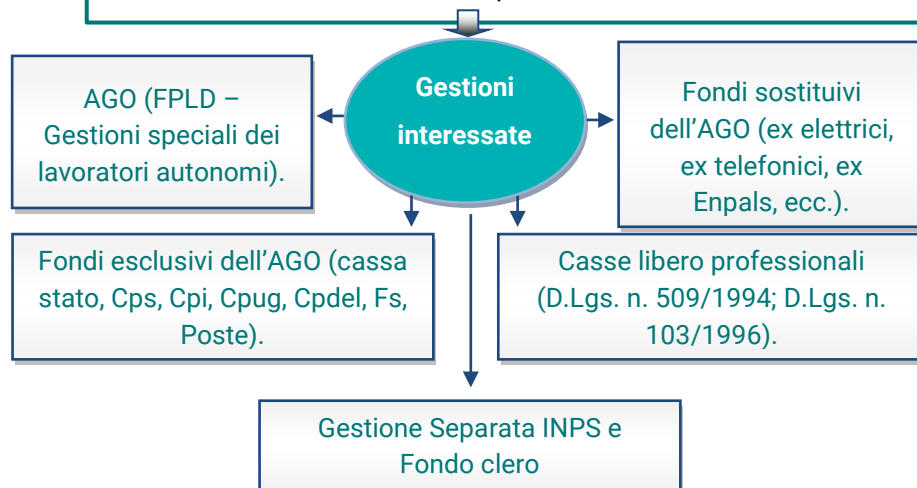 Gestioni
interessate
AGO (FPLD –
Gestioni speciali dei
lavoratori autonomi).
Fondi sostituivi
dell'AGO (ex elettrici,
ex telefonici, ex
Enpals, ecc.).
Fondi esclusivi dell'AGO (cassa
stato, Cps, Cpi, Cpug, Cpdel, Fs,
Poste).
Casse libero professionali
(D.Lgs. n. 509/1994; D.Lgs. n.
103/1996).
Gestione Separata INPS e
Fondo clero